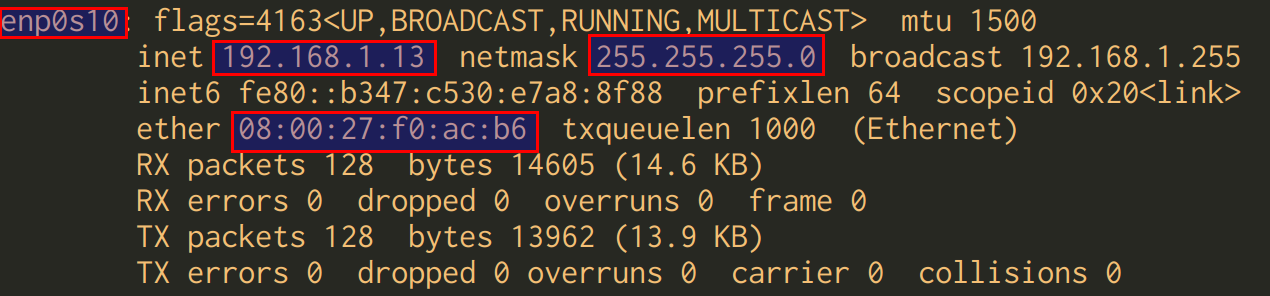 enp0s10: flags=4163<UP,BROADCAST,RUNNING,MULTICAST>  mtu 1500
inet 192.168.1.13  netmask 255.255.255.0  broadcast 192.168.1.255
inet6 fe80::b347:c530:e7a8:8f88  prefixlen 64  scopeid 0x20<link>
ether 08:00:27:f0:ac:b6  txqueuelen 1000  (Ethernet)
RX packets 128  bytes 14605 (14.6 KB)
RX errors 0  dropped 0  overruns 0  frame 0
TX packets 128  bytes 13962 (13.9 KB)
TX errors 0  dropped 0 overruns 0  carrier 0  collisions 0